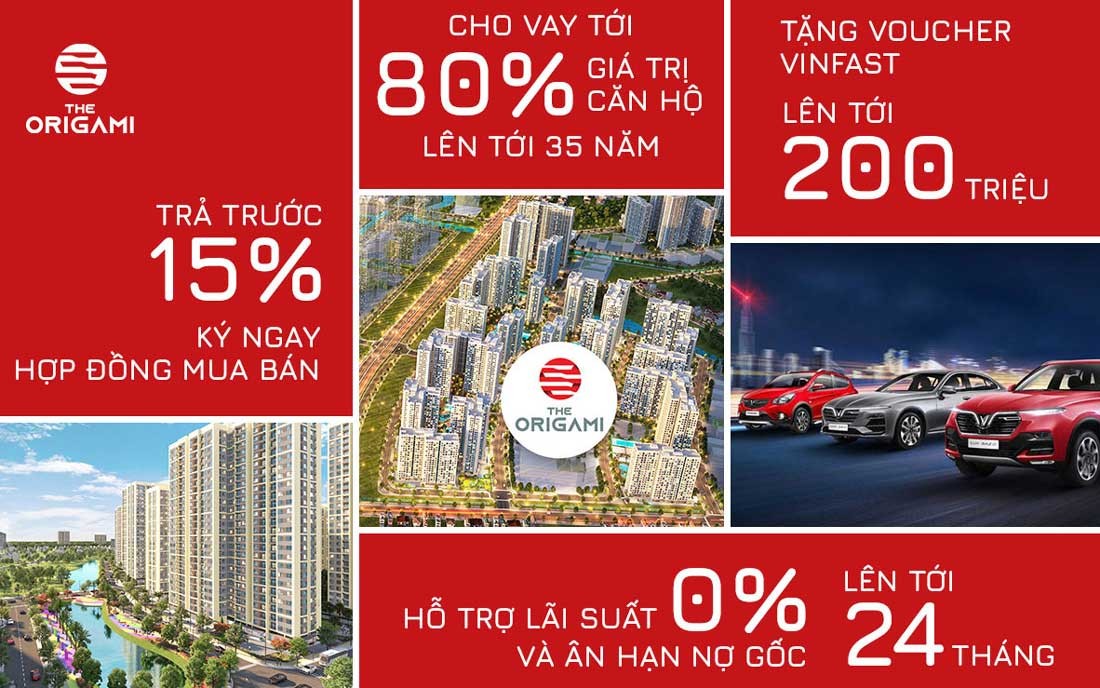 THE
ORIGAMI
TRẢ TRƯỚC
15%
KÝ NGAY
HỢP ĐỒNG MUA BÁN
CHO VAY TỚI
80% GIÁ TRỊ
CĂN HỘ
LÊN TỚI 35 NĂM
TẶNG VOUCHER
VINFAST
LÊN TỚI
200 TRIỆU
THE
ORIGAMI
HỖ TRỢ LÃI SUẤT 0%
VÀ ÂN HẠN NỢ GỐC
LÊN TỚI
24 THÁNG